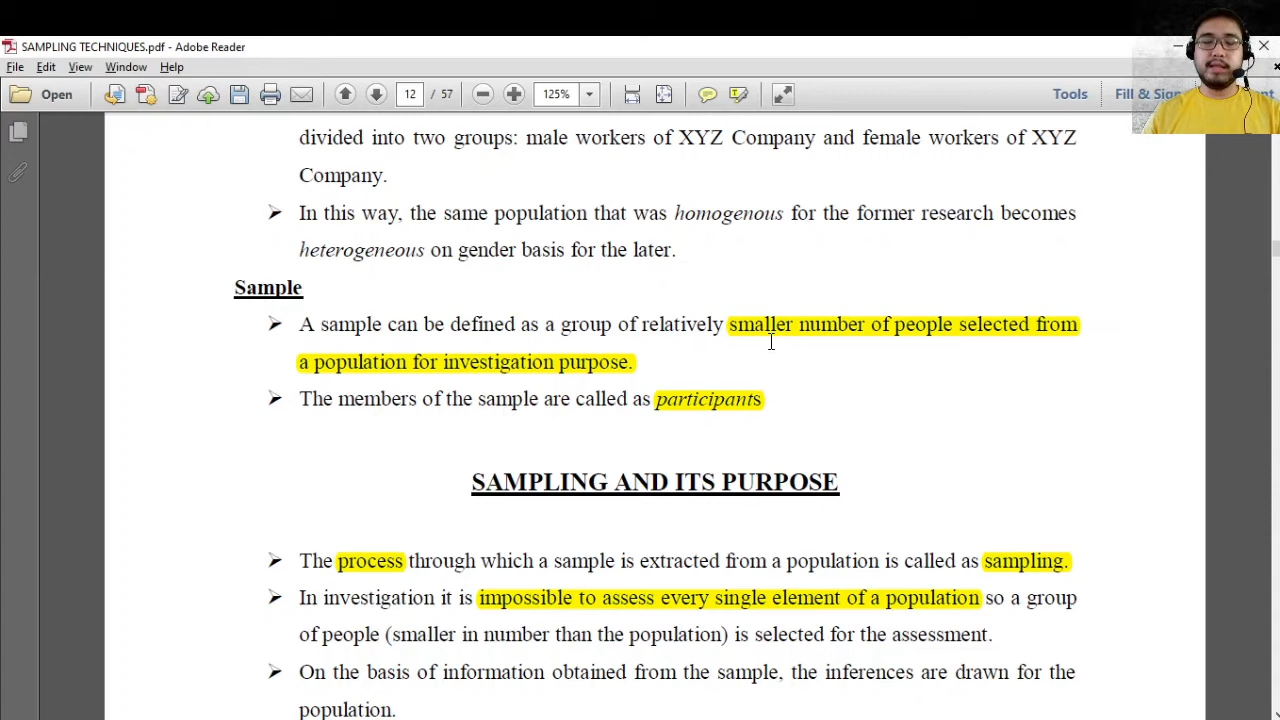 SAMPLING TECHNIQUES.pdf - Adobe Reader
File Edit View Window Help
Open 12 / 57 125% Tools Fill & Sign
divided into two groups: male workers of XYZ Company and female workers of XYZ
Company.
➢ In this way, the same population that was homogenous for the former research becomes
heterogeneous on gender basis for the later.
Sample
➢ A sample can be defined as a group of relatively smaller number of people selected from
a population for investigation purpose.
➢ The members of the sample are called as participants
SAMPLING AND ITS PURPOSE
➢ The process through which a sample is extracted from a population is called as sampling.
➢ In investigation it is impossible to assess every single element of a population so a group
of people (smaller in number than the population) is selected for the assessment.
➢ On the basis of information obtained from the sample, the inferences are drawn for the
population.